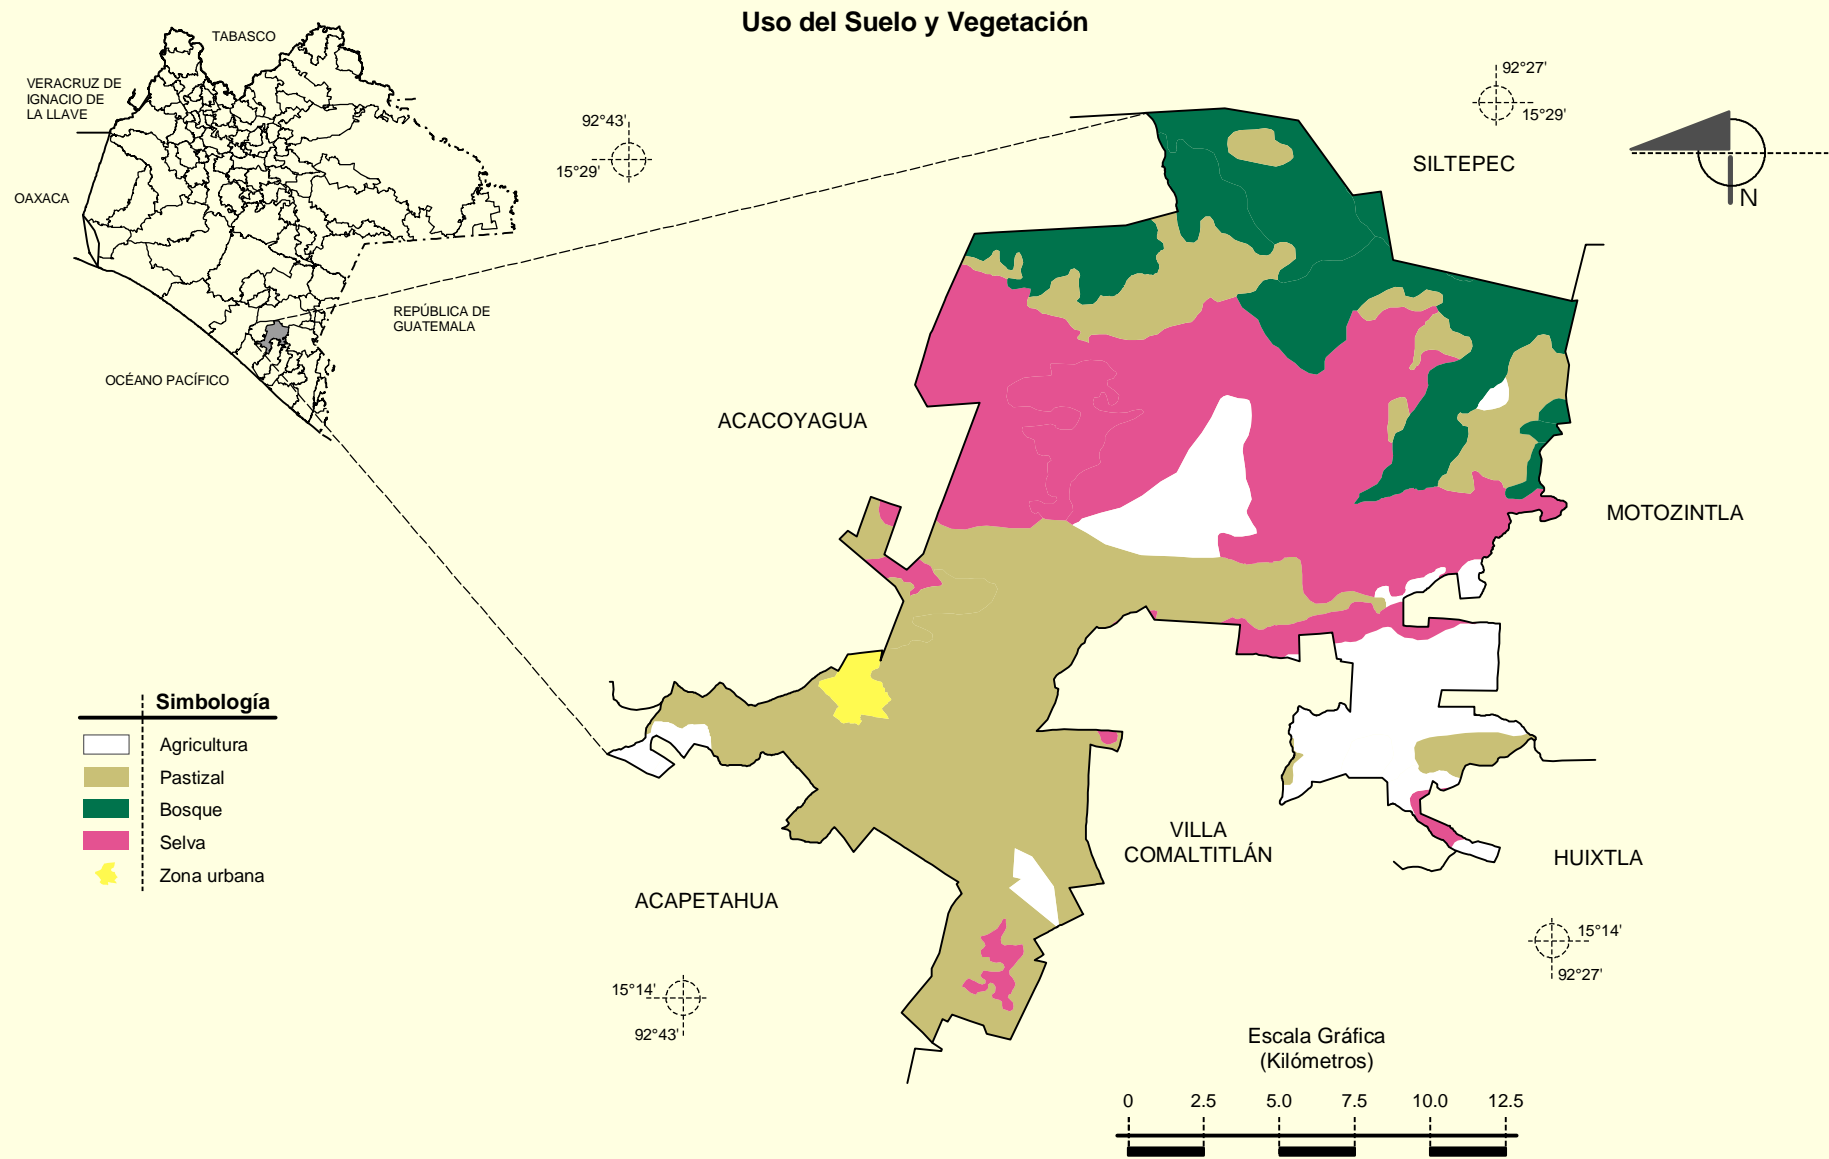 Uso del Suelo y Vegetación
TABASCO
VERACRUZ DE
IGNACIO DE
LA LLAVE
OAXACA
REPÚBLICA DE
GUATEMALA
OCÉANO PACÍFICO
92°43'
15°29'
92°27'
15°29'
N
SILTEPEC
ACACOYAGUA
MOTOZINTLA
VILLA
COMALTITLÁN
HUIXTLA
ACAPETAHUA
15°14'
92°43'
15°14'
92°27'
Simbología
Agricultura
Pastizal
Bosque
Selva
Zona urbana
Escala Gráfica
(Kilómetros)
0 2.5 5.0 7.5 10.0 12.5